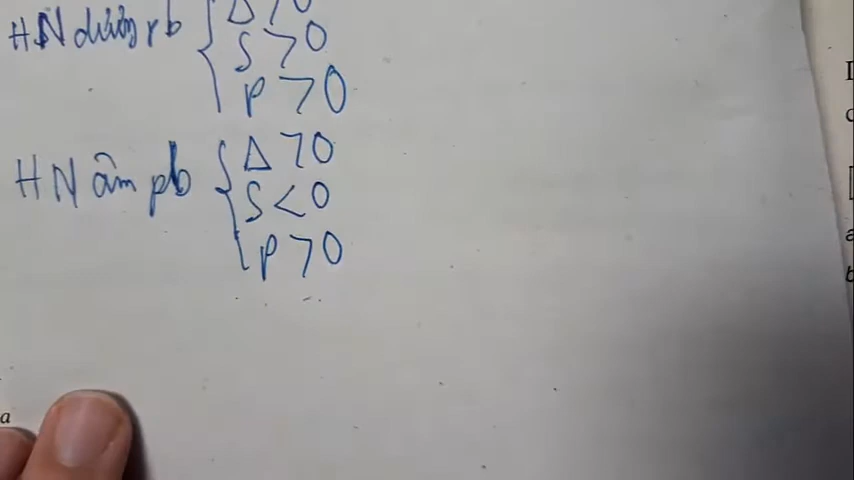 HN dương pb { Δ > 0
S > 0
P > 0
HN âm pb { Δ > 0
S < 0
P > 0
a